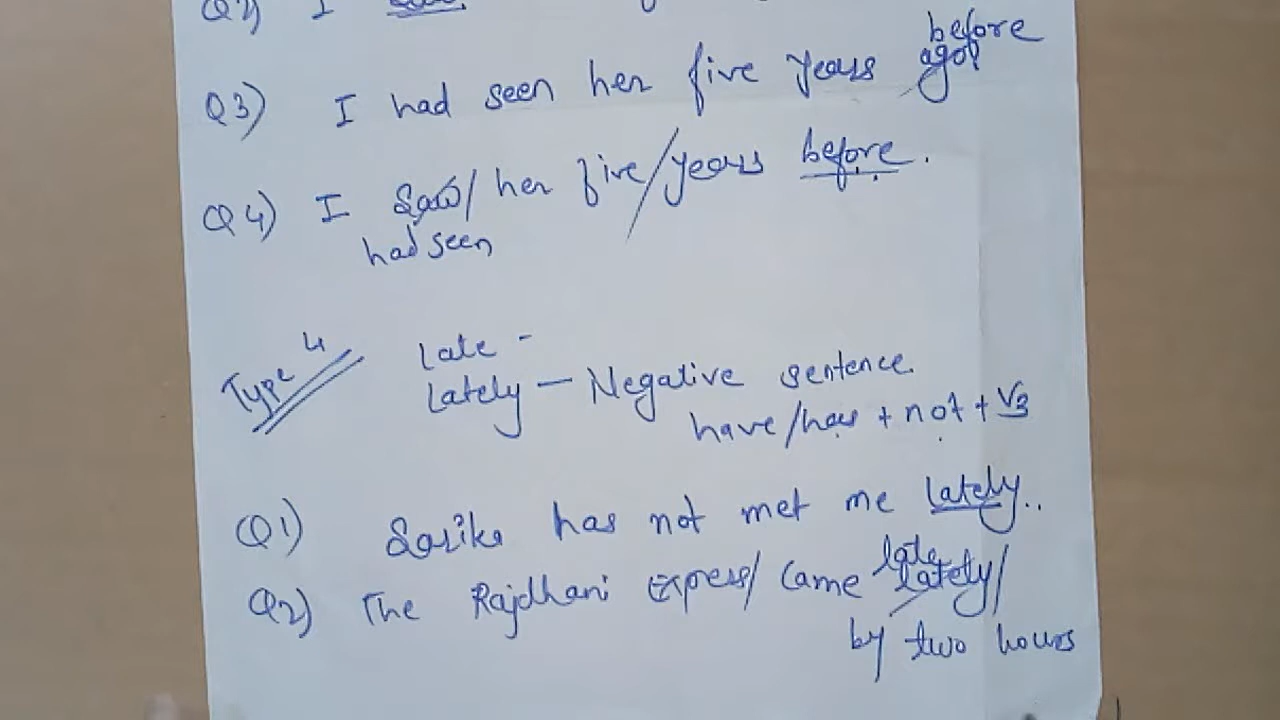 Q2) I
before
Q3) I had seen her five years ago
Q4) I saw/ her five/years before.
had seen
Type 4
Late -
Lately — Negative sentence.
have/has + not + V3
Q1) Sarika has not met me lately..
late
Q2) The Rajdhani Express/ Came lately/
by two hours